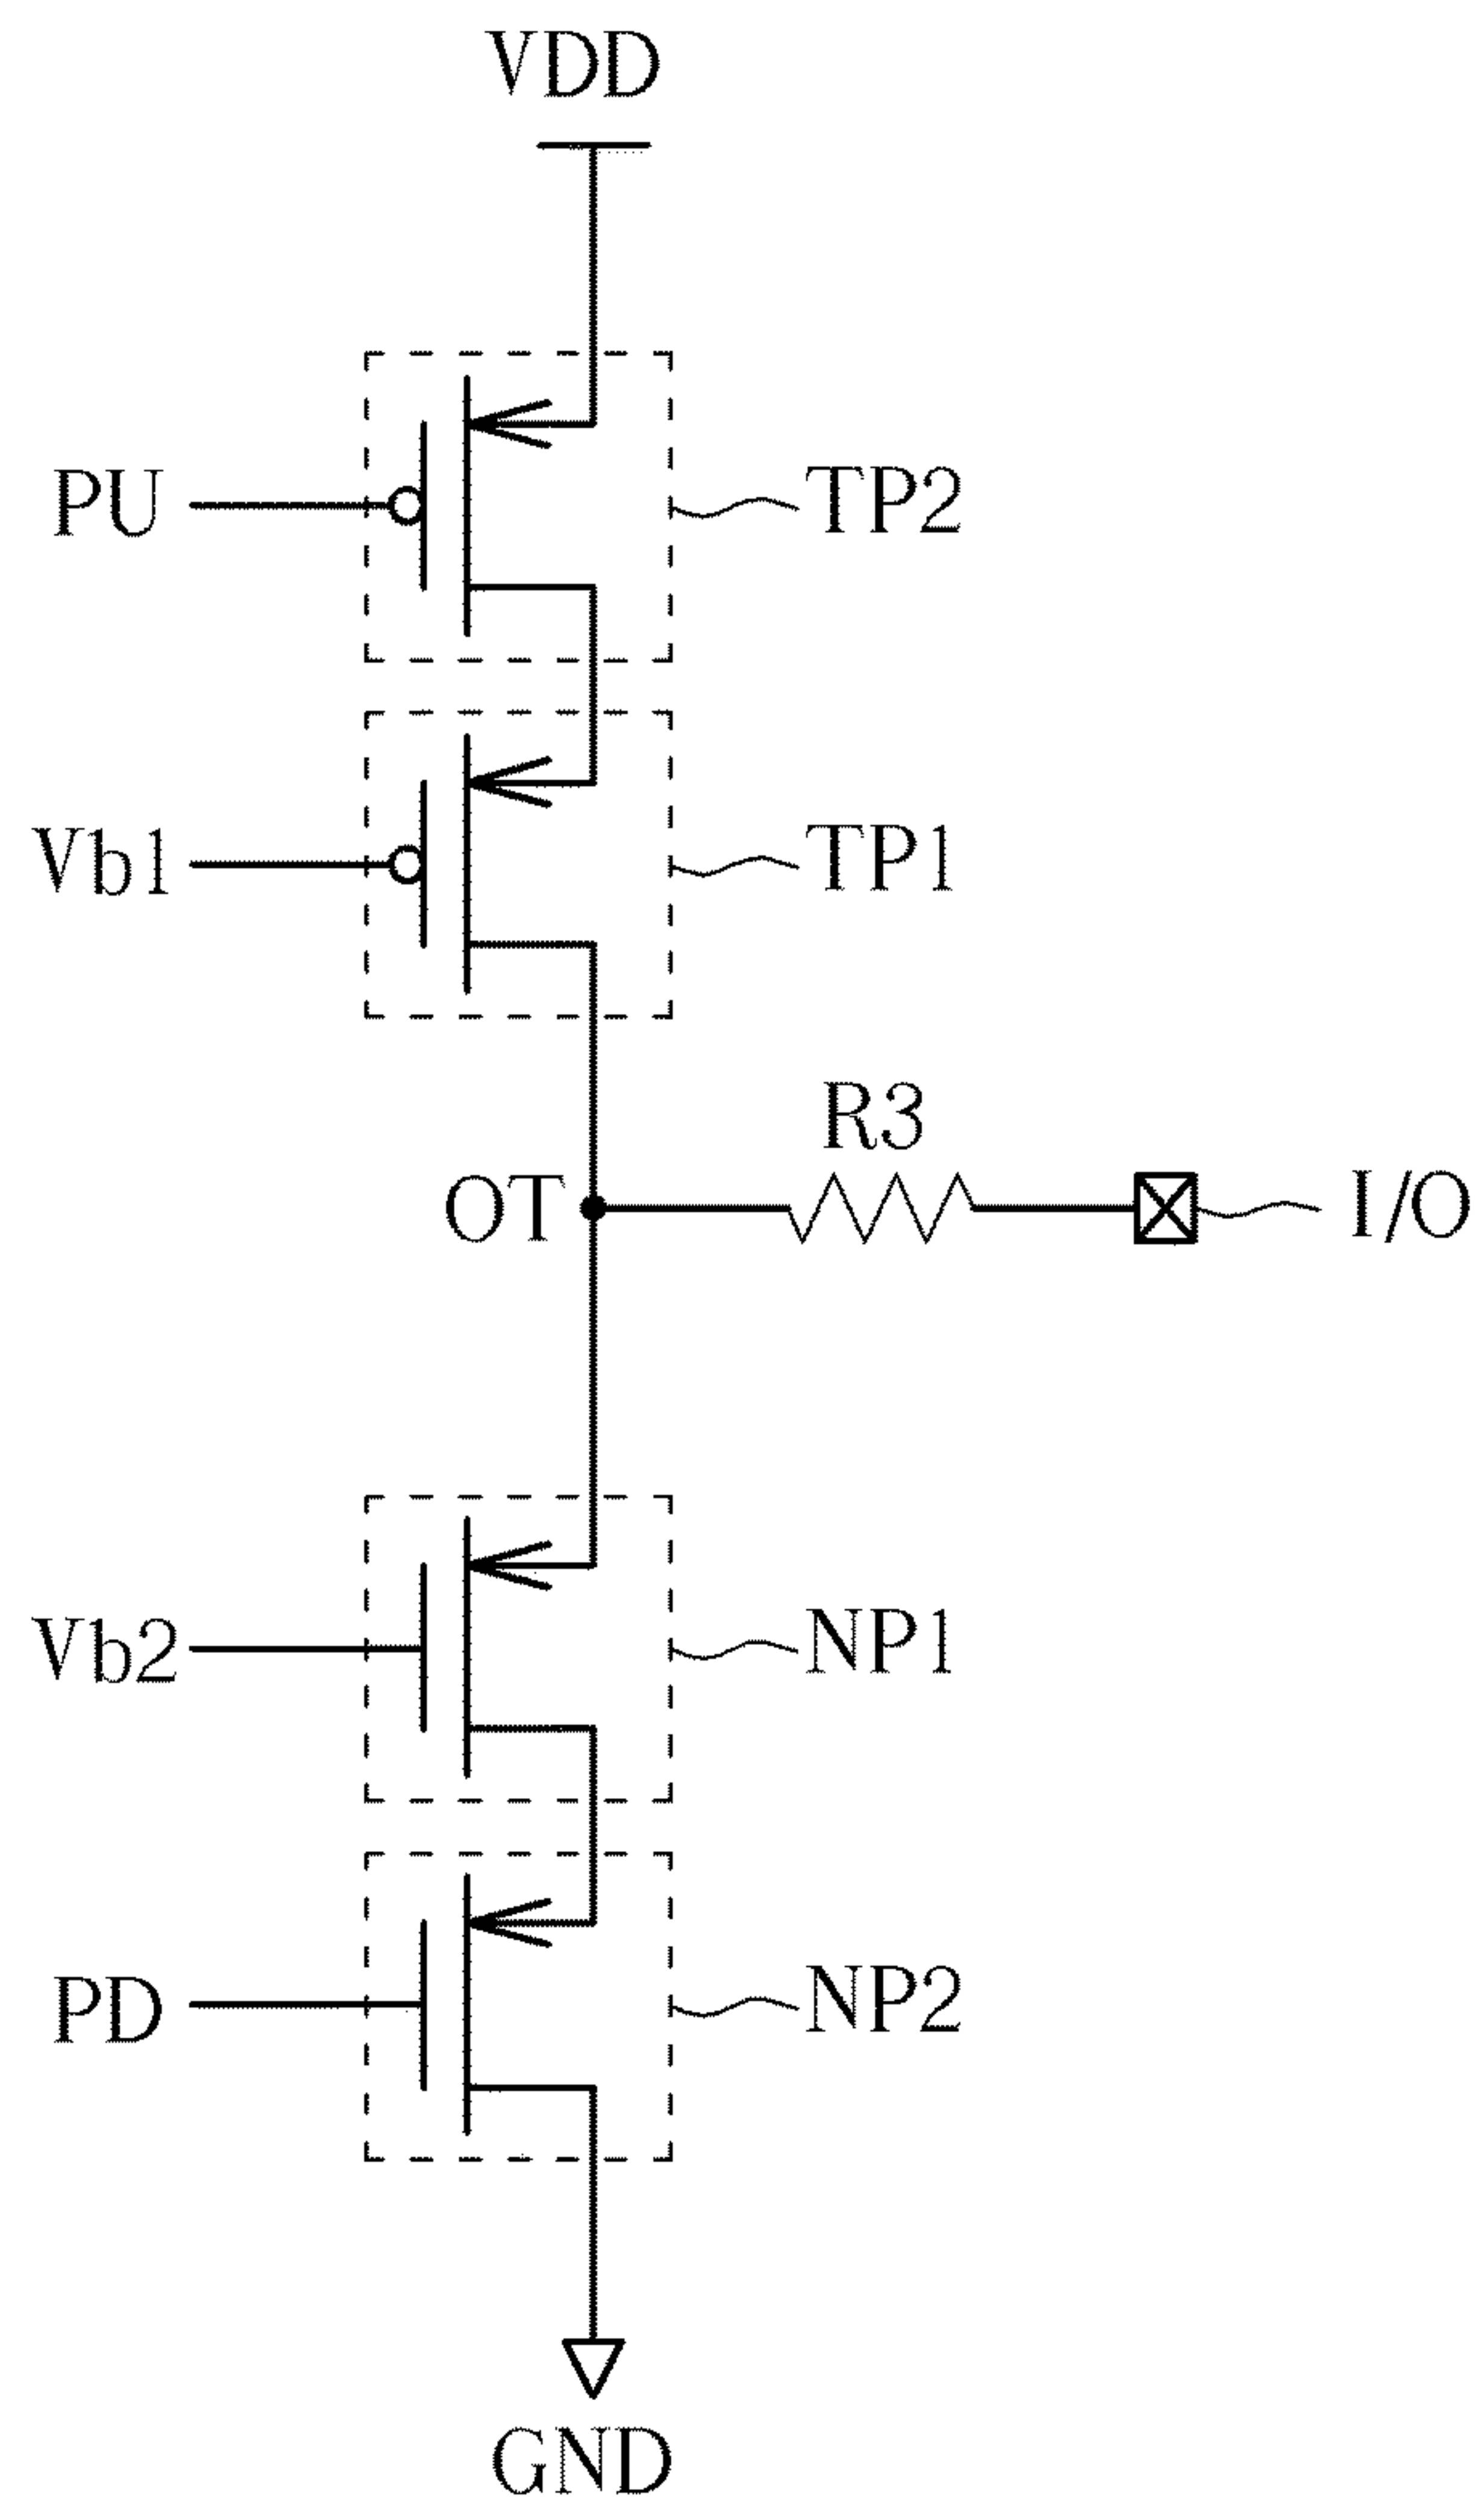 VDD
PU
TP2
Vb1
TP1
R3
OT
I/O
Vb2
NP1
PD
NP2
GND